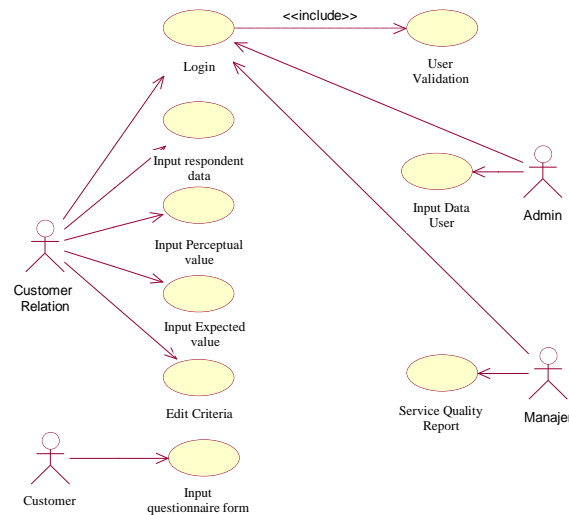 <<include>>
Login
User
Validation
Input respondent
data
Input Data
User
Admin
Input Perceptual
value
Customer
Relation
Input Expected
value
Edit Criteria
Service Quality
Report
Manajer
Customer
Input
questionnaire form